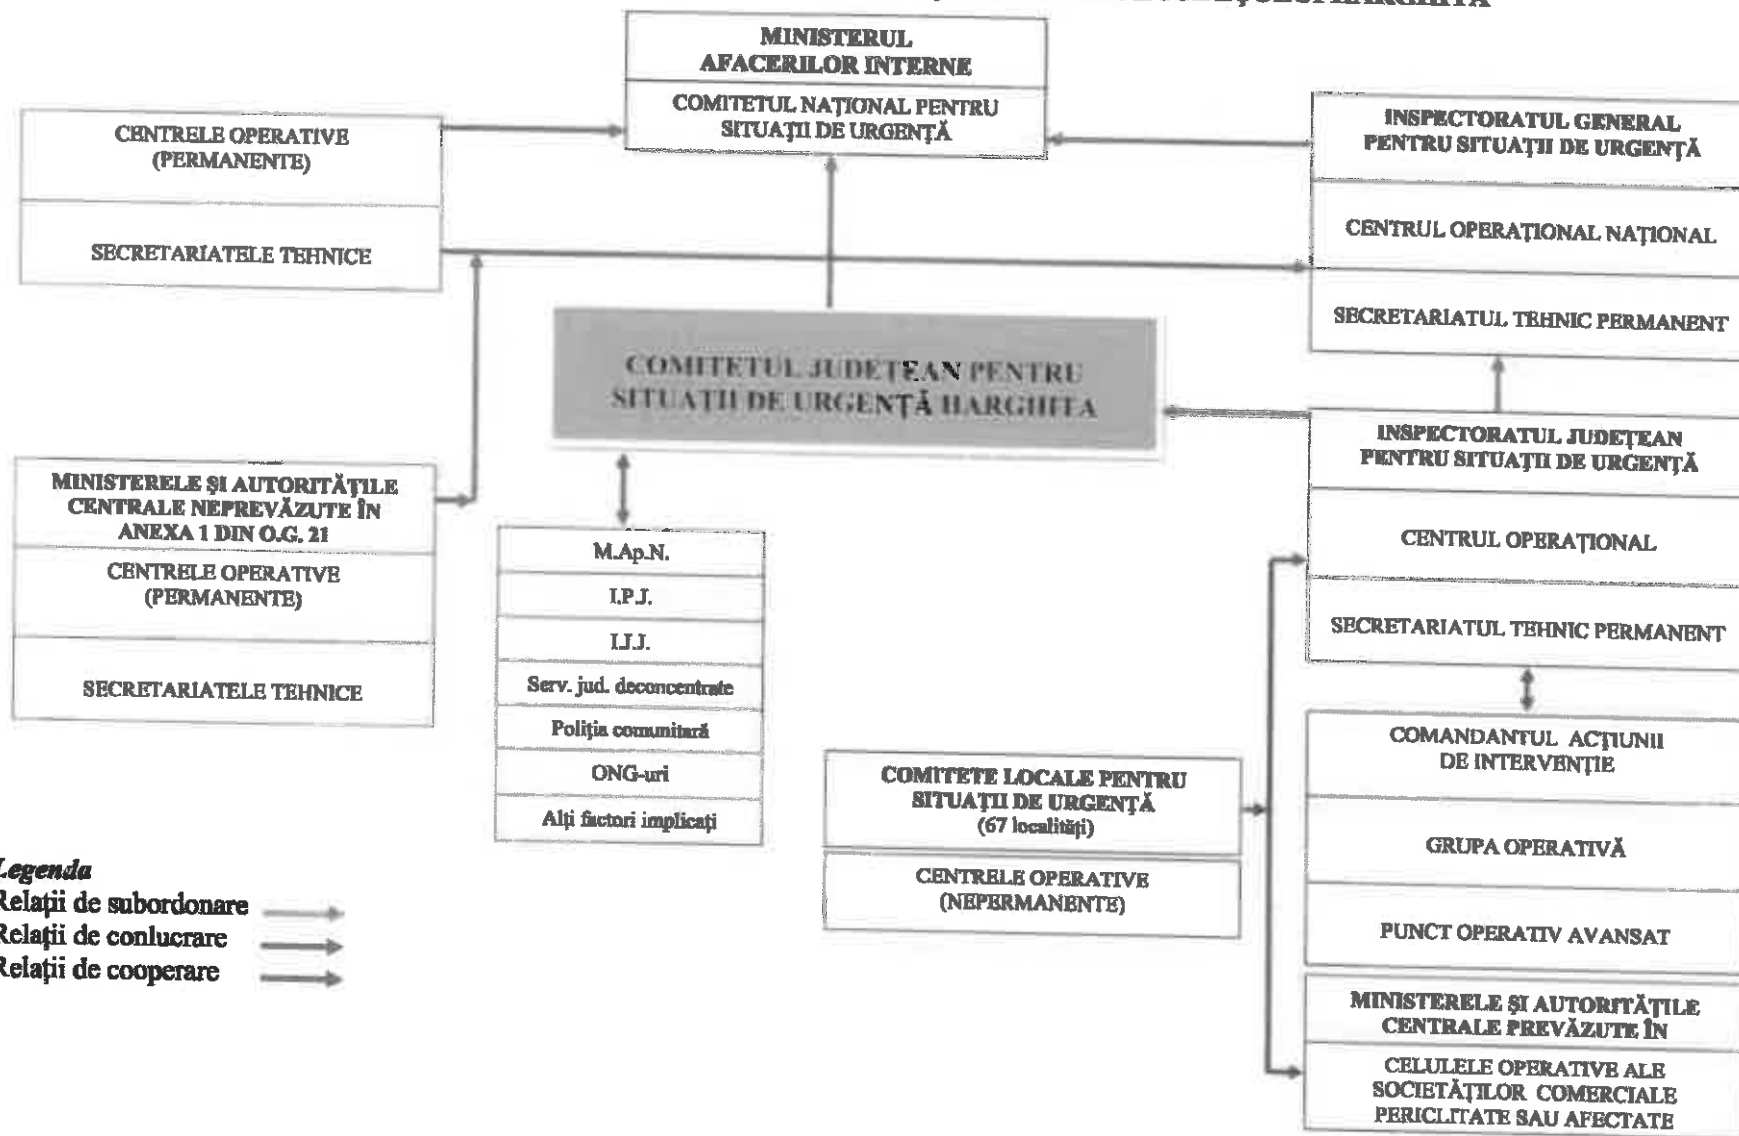 MINISTERUL
AFACERILOR INTERNE
COMITETUL NAȚIONAL PENTRU
SITUAȚII DE URGENȚĂ
CENTRELE OPERATIVE
(PERMANENTE)
SECRETARIATELE TEHNICE
INSPECTORATUL GENERAL
PENTRU SITUAȚII DE URGENȚĂ
CENTRUL OPERAȚIONAL NAȚIONAL
SECRETARIATUL TEHNIC PERMANENT
COMITETUL JUDEȚEAN PENTRU
SITUAȚII DE URGENȚĂ HARGHITA
INSPECTORATUL JUDEȚEAN
PENTRU SITUAȚII DE URGENȚĂ
CENTRUL OPERAȚIONAL
SECRETARIATUL TEHNIC PERMANENT
MINISTERELE ȘI AUTORITĂȚILE
CENTRALE NEPREVĂZUTE ÎN
ANEXA 1 DIN O.G. 21
CENTRELE OPERATIVE
(PERMANENTE)
SECRETARIATELE TEHNICE
M.Ap.N.
I.P.J.
I.J.J.
Serv. jud. deconcentrate
Poliția comunitară
ONG-uri
Alți factori implicați
COMITETE LOCALE PENTRU
SITUAȚII DE URGENȚĂ
(67 localități)
CENTRELE OPERATIVE
(NEPERMANENTE)
COMANDANTUL ACȚIUNII
DE INTERVENȚIE
GRUPA OPERATIVĂ
PUNCT OPERATIV AVANSAT
MINISTERELE ȘI AUTORITĂȚILE
CENTRALE PREVĂZUTE ÎN
CELULELE OPERATIVE ALE
SOCIETĂȚILOR COMERCIALE
PERICLITATE SAU AFECTATE
Legenda
Relații de subordonare
Relații de conlucrare
Relații de cooperare